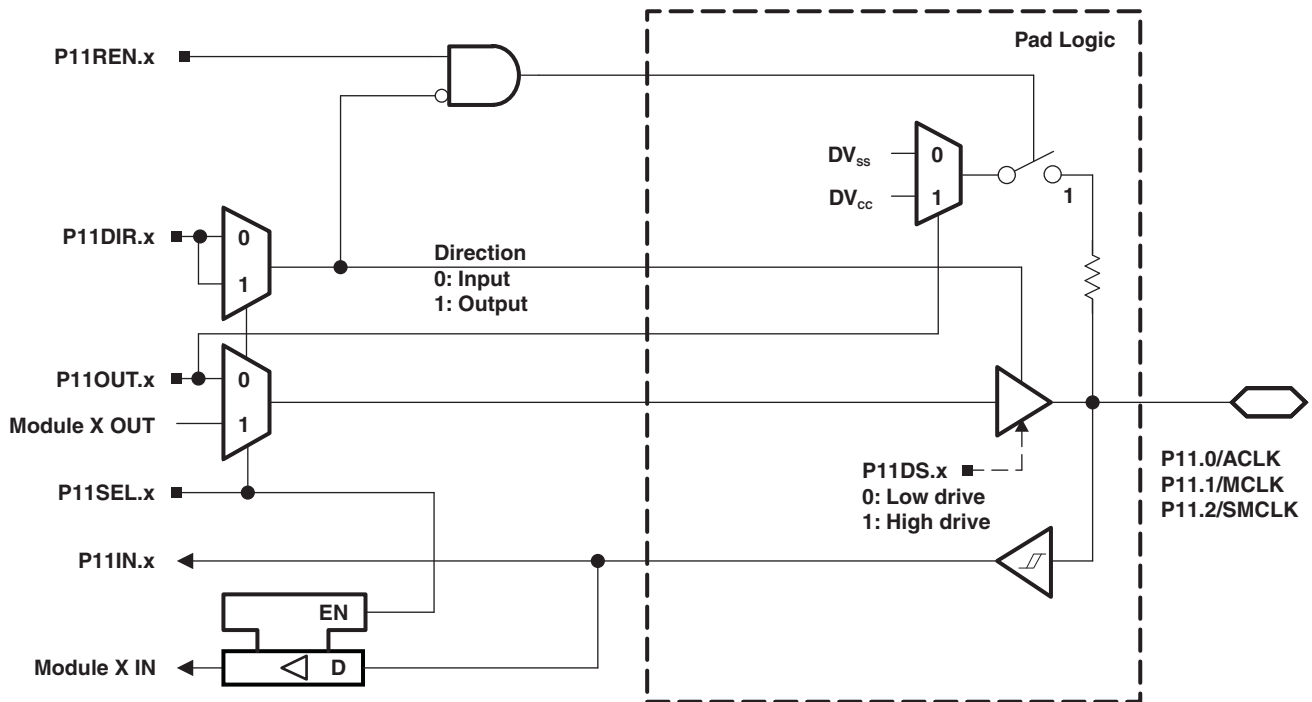 Pad Logic
P11REN.x
DVss
0
DVcc
1
1
P11DIR.x
0
1
Direction
0: Input
1: Output
P11OUT.x
0
Module X OUT
1
P11DS.x
0: Low drive
1: High drive
P11.0/ACLK
P11.1/MCLK
P11.2/SMCLK
P11SEL.x
P11IN.x
EN
Module X IN
D